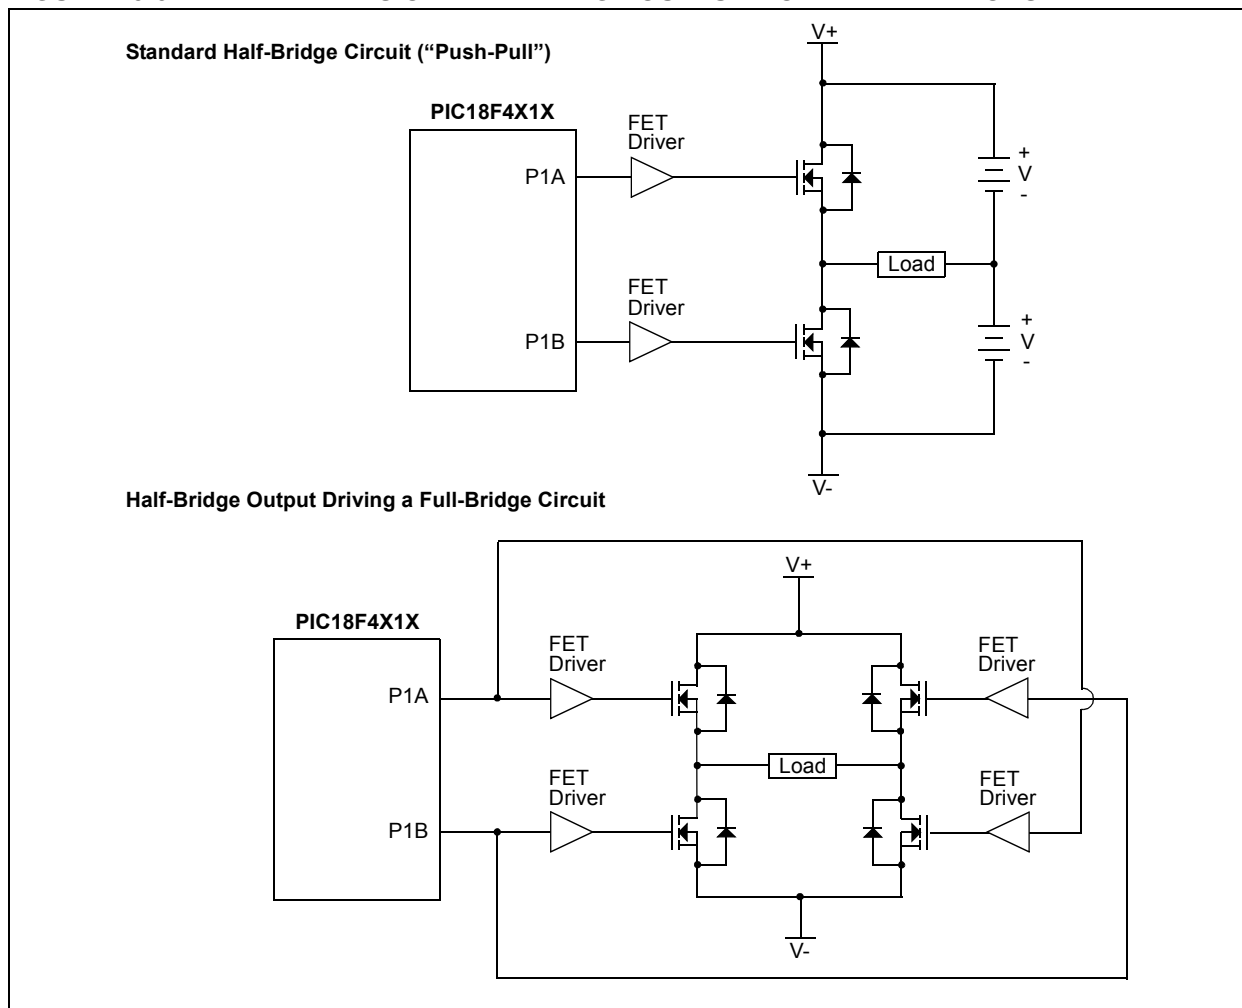 Standard Half-Bridge Circuit (“Push-Pull”)
V+
PIC18F4X1X
FET
Driver
P1A
+
V
-
Load
FET
Driver
P1B
+
V
-
V-
Half-Bridge Output Driving a Full-Bridge Circuit
V+
PIC18F4X1X
FET
Driver
FET
Driver
P1A
Load
FET
Driver
FET
Driver
P1B
V-